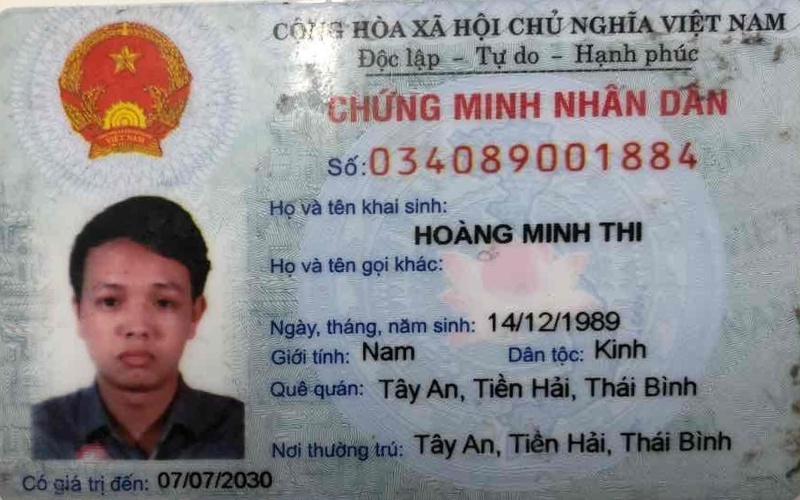 CỘNG HÒA XÃ HỘI CHỦ NGHĨA VIỆT NAM
Độc lập - Tự do - Hạnh phúc
CHỨNG MINH NHÂN DÂN
Số: 034089001884
Họ và tên khai sinh:
HOÀNG MINH THI
Họ và tên gọi khác:
Ngày, tháng, năm sinh: 14/12/1989
Giới tính: Nam Dân tộc: Kinh
Quê quán: Tây An, Tiền Hải, Thái Bình
Nơi thường trú: Tây An, Tiền Hải, Thái Bình
Có giá trị đến: 07/07/2030
VIỆT NAM